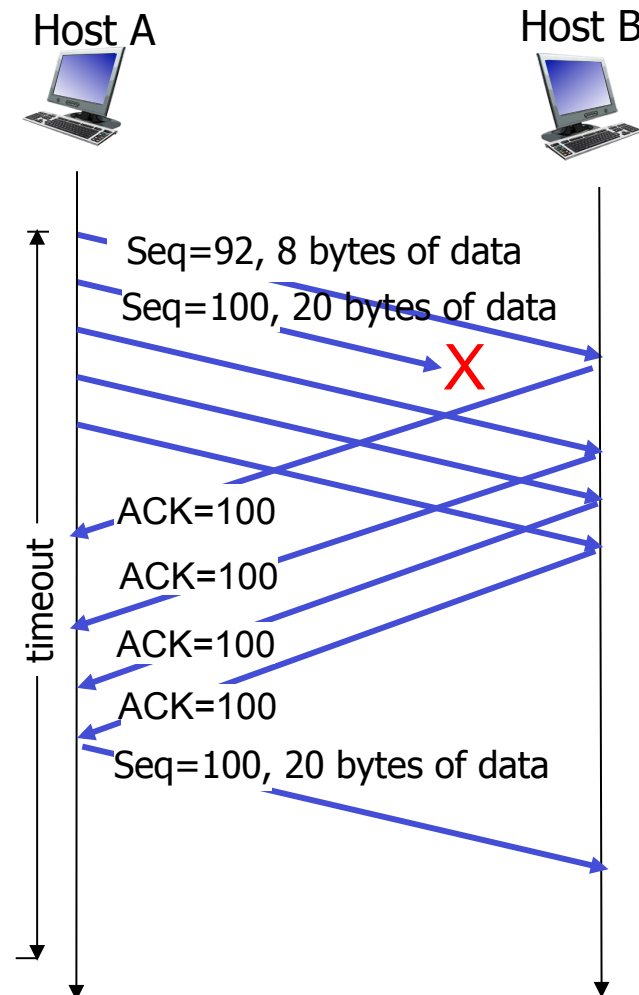 Host A
Host B
Seq=92, 8 bytes of data
Seq=100, 20 bytes of data
X
ACK=100
ACK=100
timeout
ACK=100
ACK=100
Seq=100, 20 bytes of data